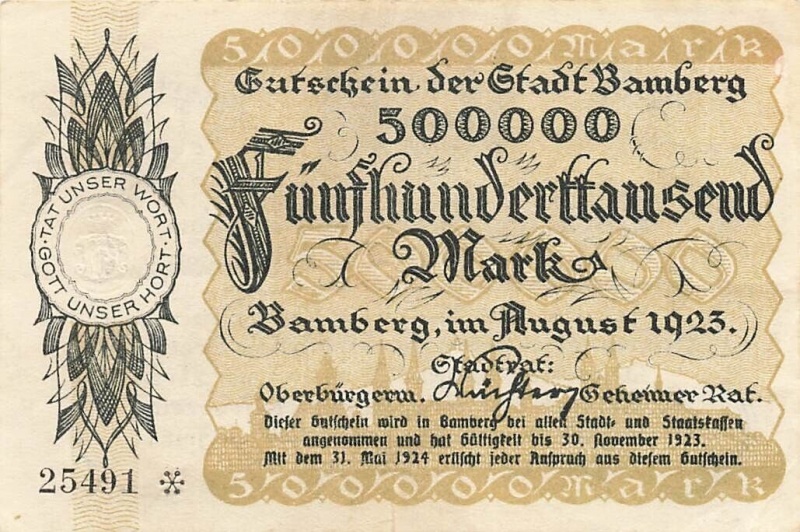 500000 Mark
Gutschein der Stadt Bamberg
500000
Fünfhunderttausend
Mark
500000
Bamberg, im August 1923.
Stadtrat:
Oberbürgerm. Wächter, Geheimer Rat.
Dieser Gutschein wird in Bamberg bei allen Stadt- und Staatskassen
angenommen und hat Gültigkeit bis 30. November 1923.
Mit dem 31. Mai 1924 erlischt jeder Anspruch aus diesem Gutschein.
500000 Mark
TAT UNSER WORT ·
GOTT UNSER HORT ·
25491 *